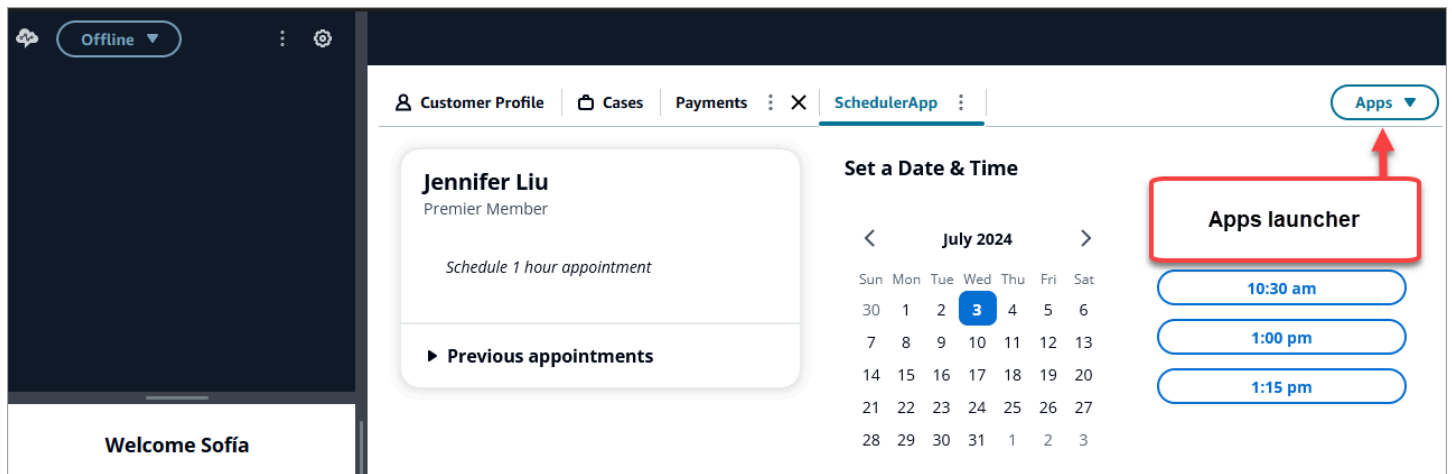 Offline
Customer Profile Cases Payments SchedulerApp Apps
Jennifer Liu
Premier Member
Schedule 1 hour appointment
Previous appointments
Set a Date & Time
July 2024
Sun Mon Tue Wed Thu Fri Sat
30 1 2 3 4 5 6
7 8 9 10 11 12 13
14 15 16 17 18 19 20
21 22 23 24 25 26 27
28 29 30 31 1 2 3
Apps launcher
10:30 am
1:00 pm
1:15 pm
Welcome Sofía